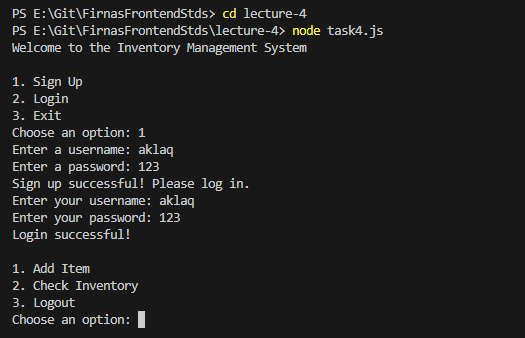 PS E:\Git\FirnasFrontendStds> cd lecture-4
PS E:\Git\FirnasFrontendStds\lecture-4> node task4.js
Welcome to the Inventory Management System
1. Sign Up
2. Login
3. Exit
Choose an option: 1
Enter a username: aklaq
Enter a password: 123
Sign up successful! Please log in.
Enter your username: aklaq
Enter your password: 123
Login successful!
1. Add Item
2. Check Inventory
3. Logout
Choose an option: